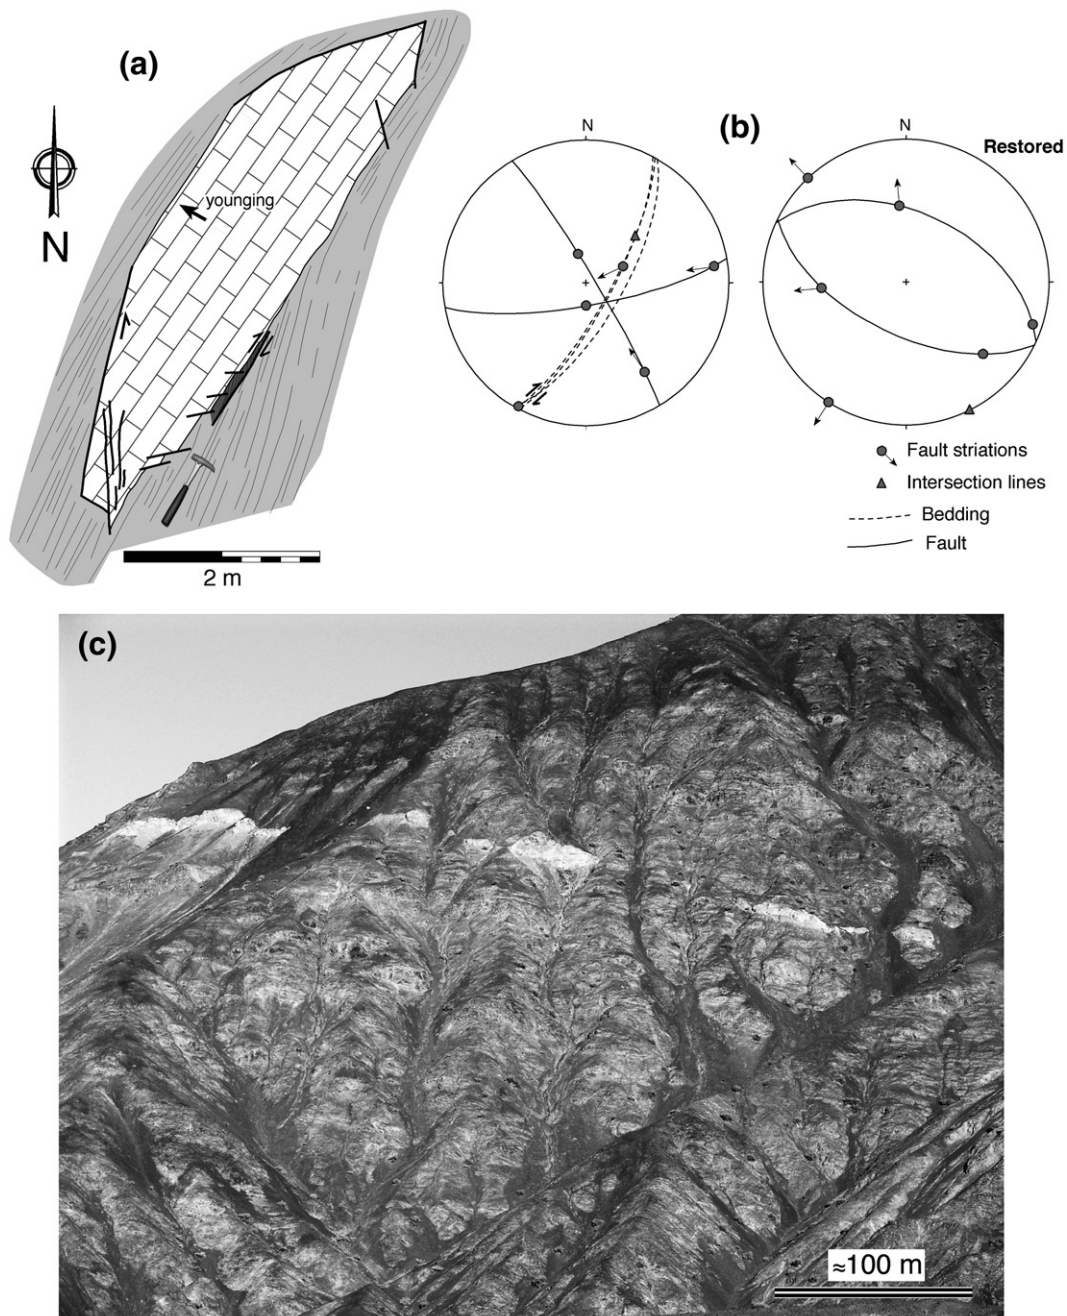 (a)
N
younging
2 m
(b)
N
N
Restored
Fault striations
Intersection lines
Bedding
Fault
(c)
≈100 m